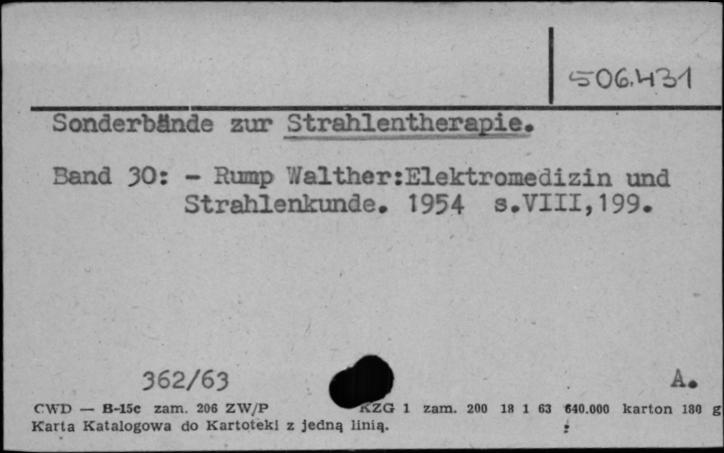 506.431
Sonderbände zur Strahlentherapie.
Band 30: - Rump Walther:Elektromedizin und
Strahlenkunde. 1954 s.VIII,199.
362/63 A.
CWD — B-15c zam. 206 ZW/P KZG 1 zam. 200 18 1 63 640.000 karton 180 g
Karta Katalogowa do Kartoteki z jedną linią.